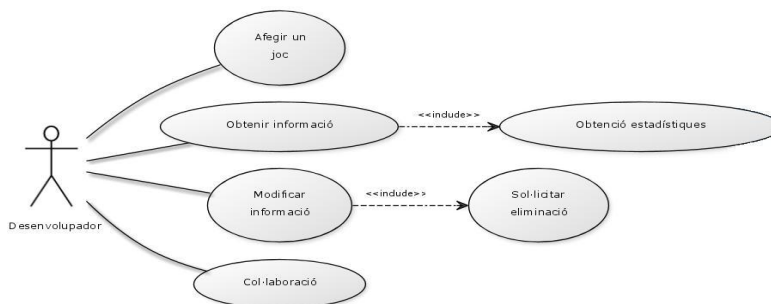 Afegir un
joc
Obtenir informació
<<include>>
Obtenció estadístiques
Modificar
informació
<<include>>
Sol·licitar
eliminació
Desenvolupador
Col·laboració